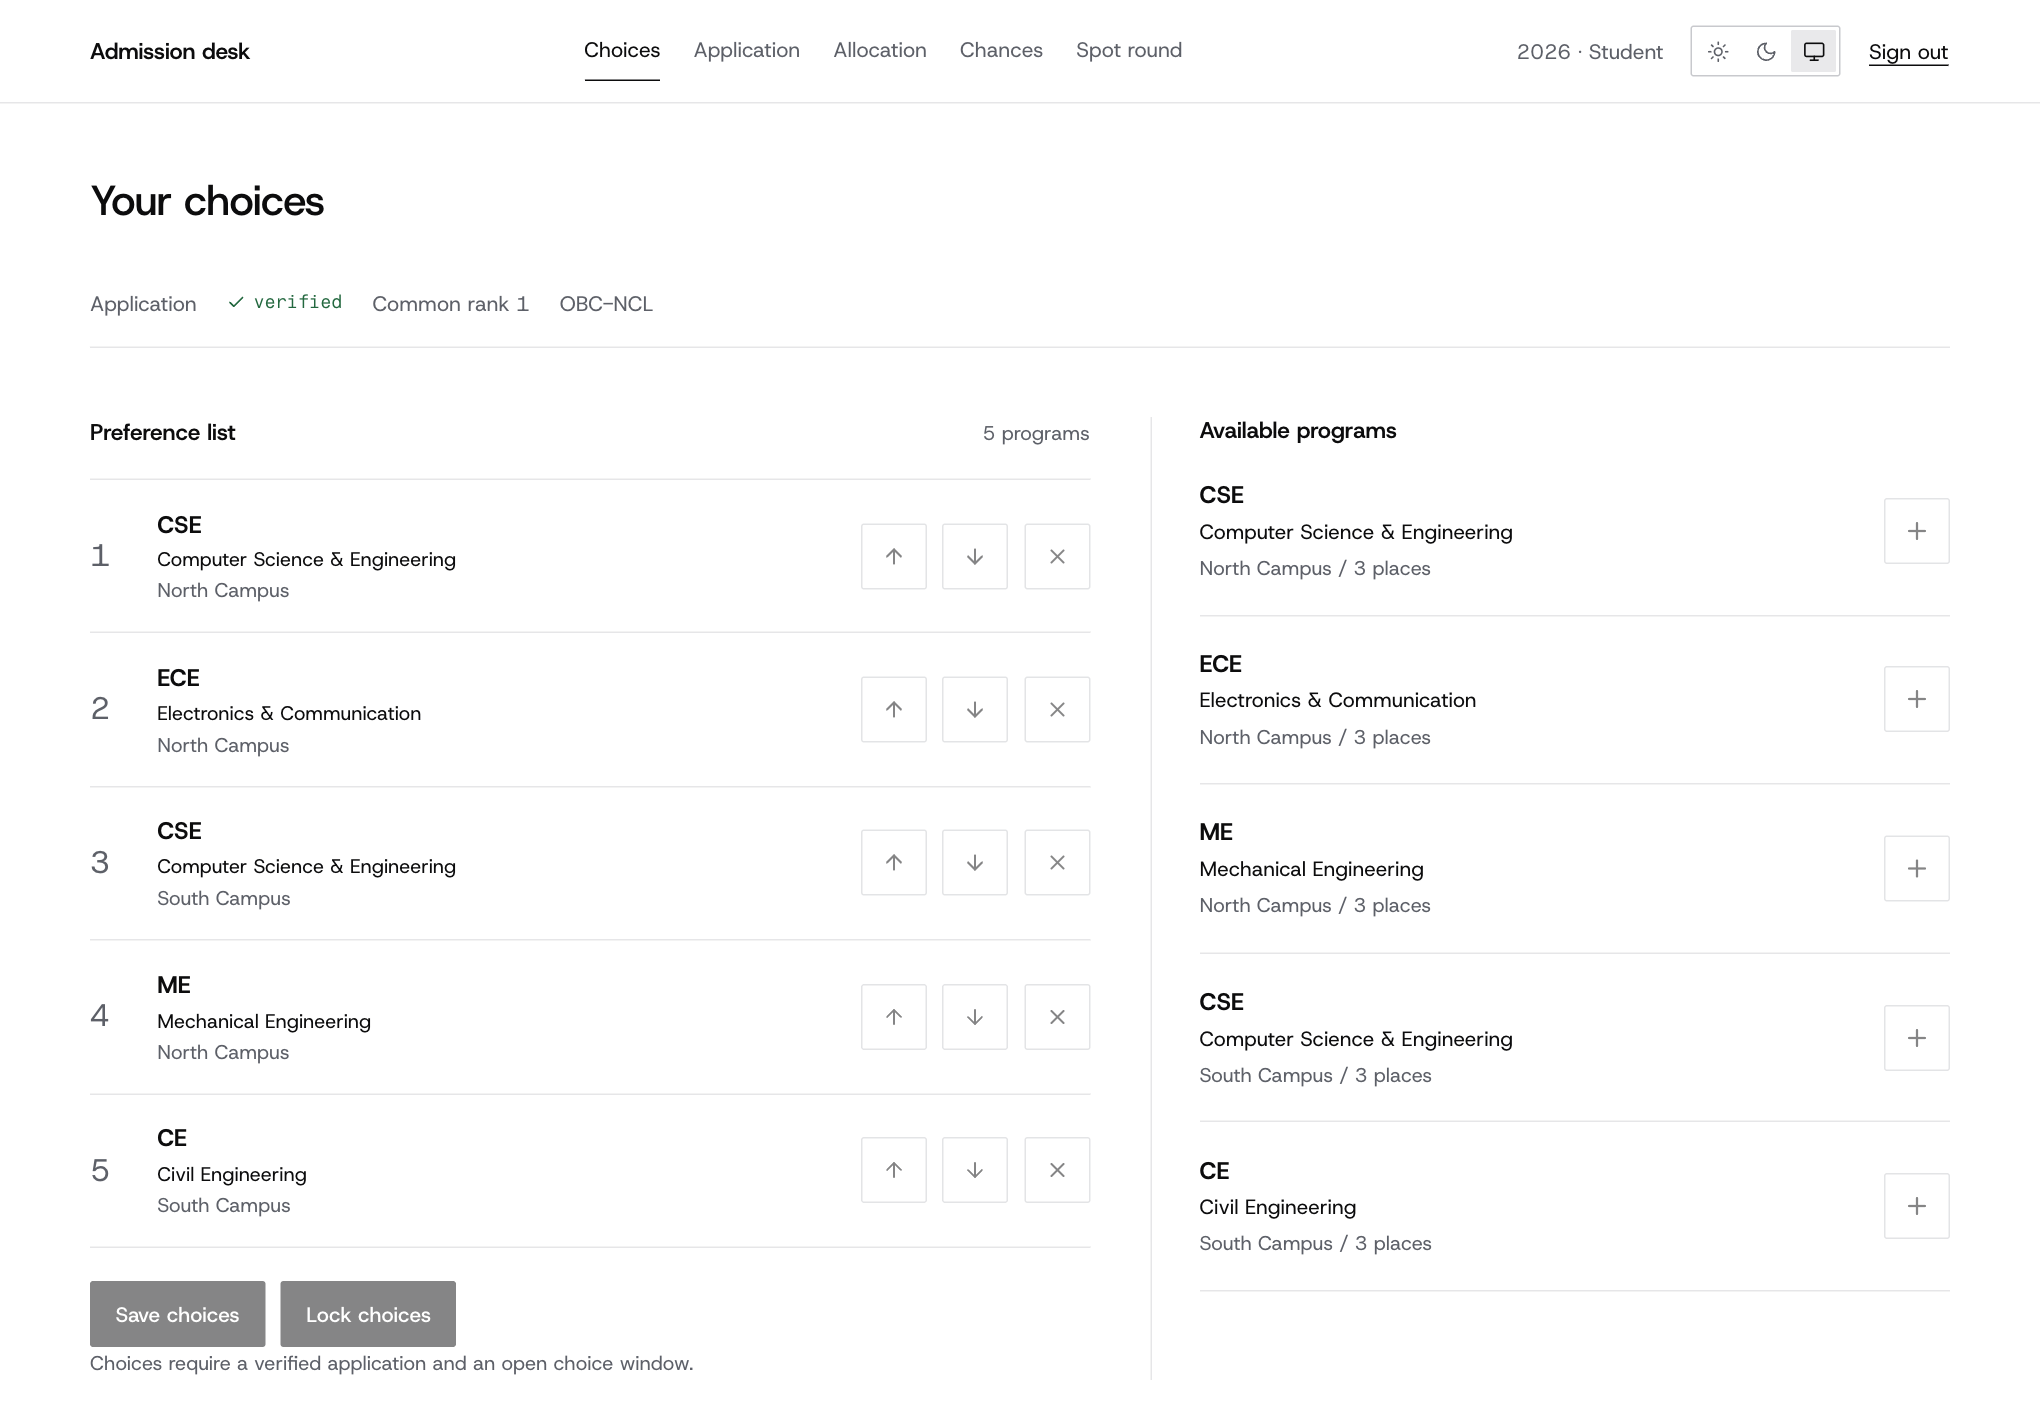 Admission desk
Choices Application Allocation Chances Spot round
2026 · Student
Sign out
Your choices
Application verified Common rank 1 OBC-NCL
Preference list 5 programs
1
CSE
Computer Science & Engineering
North Campus
2
ECE
Electronics & Communication
North Campus
3
CSE
Computer Science & Engineering
South Campus
4
ME
Mechanical Engineering
North Campus
5
CE
Civil Engineering
South Campus
Save choices Lock choices
Choices require a verified application and an open choice window.
Available programs
CSE
Computer Science & Engineering
North Campus / 3 places
ECE
Electronics & Communication
North Campus / 3 places
ME
Mechanical Engineering
North Campus / 3 places
CSE
Computer Science & Engineering
South Campus / 3 places
CE
Civil Engineering
South Campus / 3 places